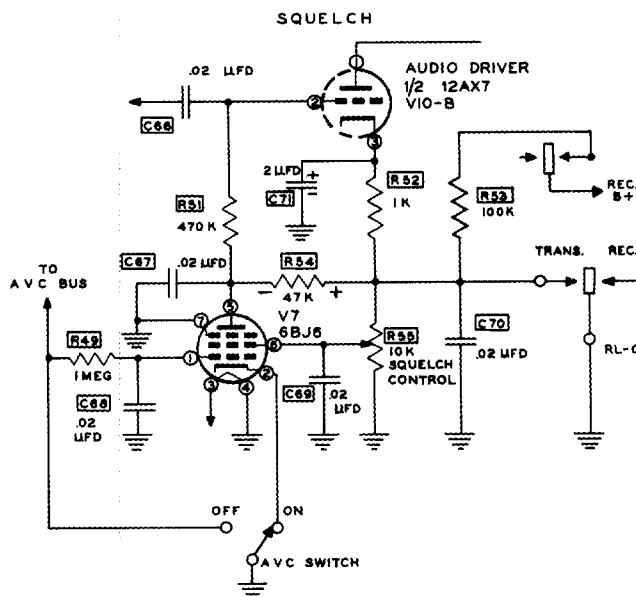 SQUELCH
AUDIO DRIVER
1/2 12AX7
V10-B
.02 µFD
C66
1
2
3
2 µFD
+
-
C71
R52
1K
R53
100K
REC.
B+
R51
470 K
C67
.02 µFD
R54
- 47 K +
TRANS.
REC.
TO
AVC BUS
5
V7
6BJ6
7
6
R55
10K
SQUELCH
CONTROL
C70
.02 µFD
R49
1 MEG
1
2
3
4
C68
.02
µFD
C69
.02
µFD
RL-
OFF
ON
AVC SWITCH